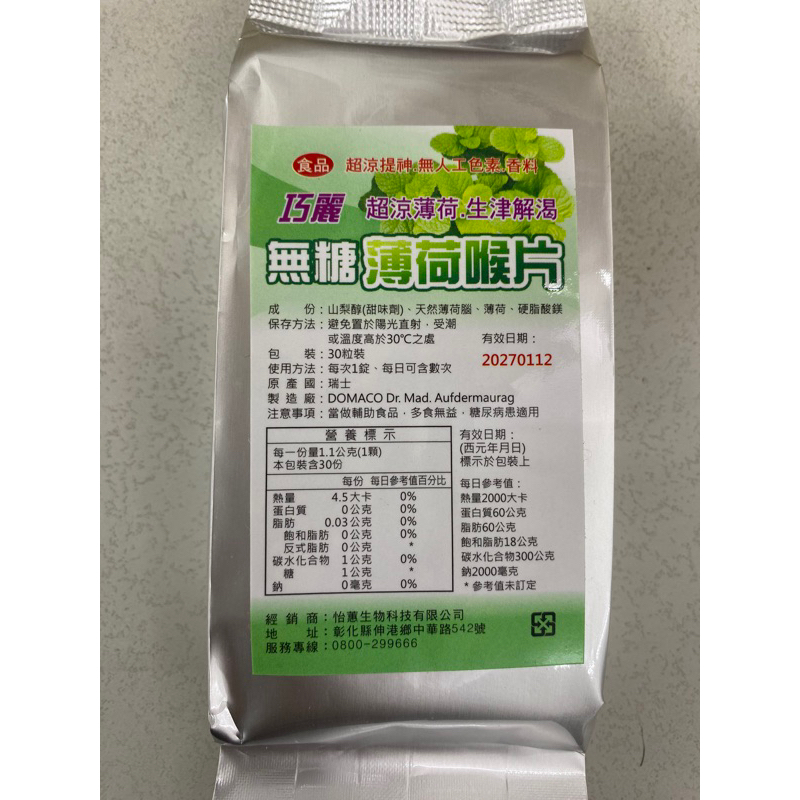 食品 超涼提神.無人工色素.香料
巧麗 超涼薄荷.生津解渴
無糖薄荷喉片
成 份：山梨醇(甜味劑)、天然薄荷腦、薄荷、硬脂酸鎂
保存方法：避免置於陽光直射，受潮
或溫度高於30℃之處
包 裝：30粒裝
使用方法：每次1錠、每日可含數次
原 產 國：瑞士
製 造 廠：DOMACO Dr. Mad. Aufdermaurag
注意事項：當做輔助食品，多食無益，糖尿病患適用
有效日期：
20270112
營 養 標 示
每一份量1.1公克(1顆)
本包裝含30份
每份 每日參考值百分比
熱量 4.5大卡 0%
蛋白質 0公克 0%
脂肪 0.03公克 0%
飽和脂肪 0公克 0%
反式脂肪 0公克 *
碳水化合物 1公克 0%
糖 1公克 *
鈉 0毫克 0%
有效日期：
(西元年月日)
標示於包裝上
每日參考值：
熱量2000大卡
蛋白質60公克
脂肪60公克
飽和脂肪18公克
碳水化合物300公克
鈉2000毫克
* 參考值未訂定
經 銷 商：怡蕙生物科技有限公司
地 址：彰化縣伸港鄉中華路542號
服務專線：0800-299666